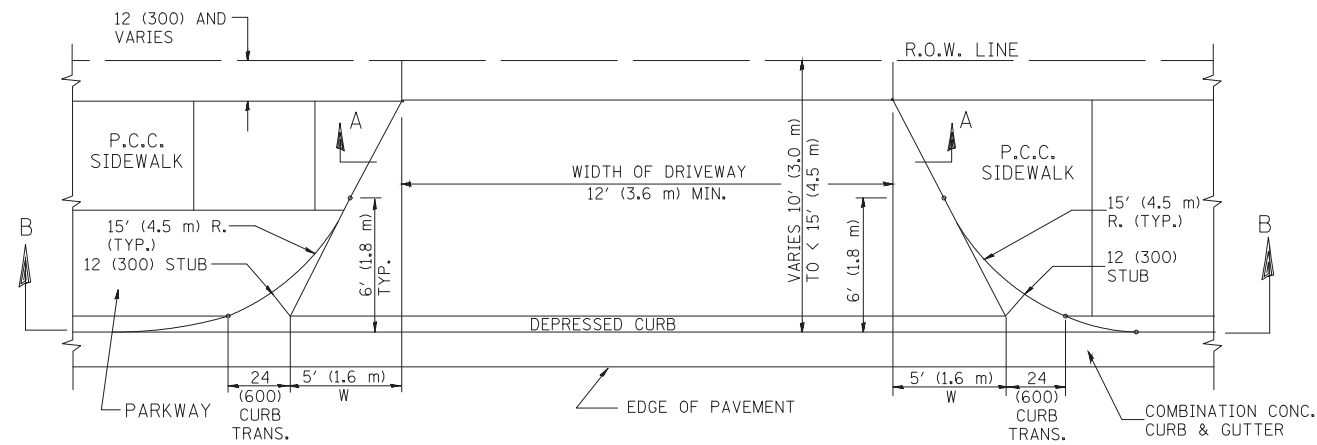 12 (300) AND
VARIES
R.O.W. LINE
A
A
P.C.C.
SIDEWALK
P.C.C.
SIDEWALK
WIDTH OF DRIVEWAY
12' (3.6 m) MIN.
VARIES 10' (3.0 m)
TO < 15' (4.5 m)
B
B
15' (4.5 m) R.
(TYP.)
15' (4.5 m)
R. (TYP.)
12 (300) STUB
12 (300)
STUB
6' (1.8 m)
TYP.
6' (1.8 m)
DEPRESSED CURB
24
(600)
CURB
TRANS.
5' (1.6 m)
W
5' (1.6 m)
W
24
(600)
CURB
TRANS.
PARKWAY
EDGE OF PAVEMENT
COMBINATION CONC.
CURB & GUTTER